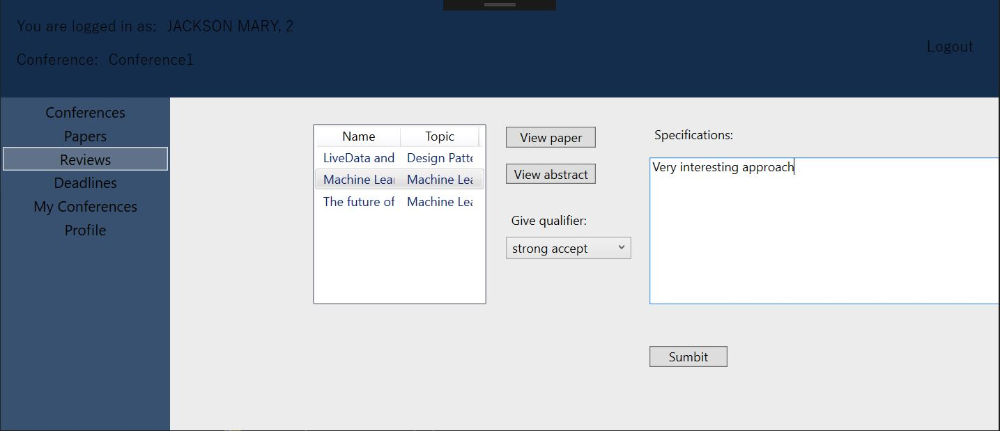 You are logged in as: JACKSON MARY, 2
Logout
Conference: Conference1
Conferences
Papers
Reviews
Deadlines
My Conferences
Profile
Name Topic
LiveData and Design Patte
Machine Lear Machine Lea
The future of Machine Lea
View paper
View abstract
Give qualifier:
strong accept
Specifications:
Very interesting approach
Sumbit